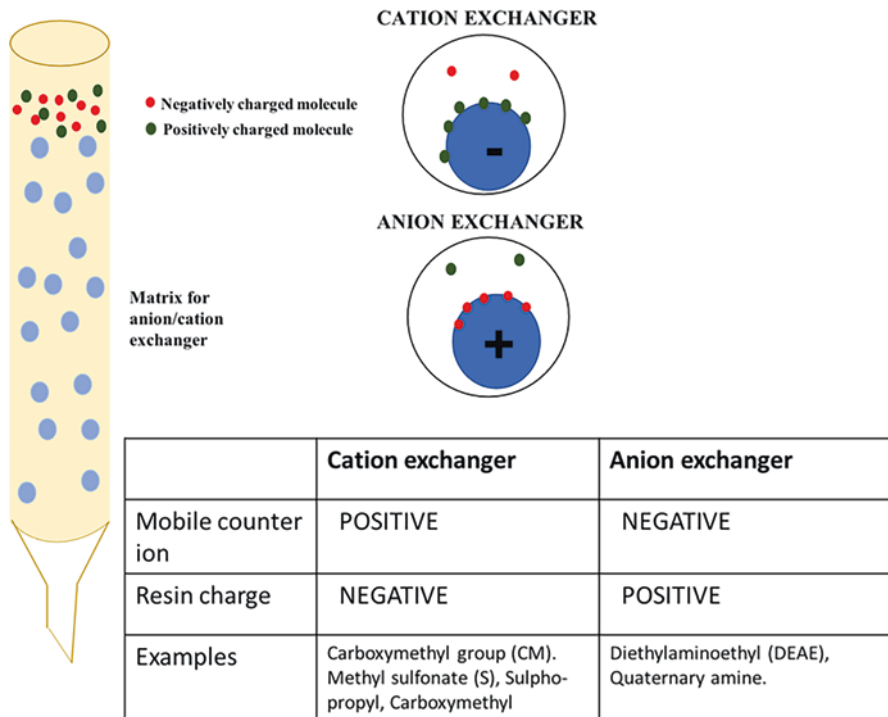 CATION EXCHANGER
Negatively charged molecule
Positively charged molecule
-
ANION EXCHANGER
Matrix for
anion/cation
exchanger
+
Cation exchanger Anion exchanger
Mobile counter ion POSITIVE NEGATIVE
Resin charge NEGATIVE POSITIVE
Examples
Carboxymethyl group (CM).
Methyl sulfonate (S), Sulpho-
propyl, Carboxymethyl
Diethylaminoethyl (DEAE),
Quaternary amine.